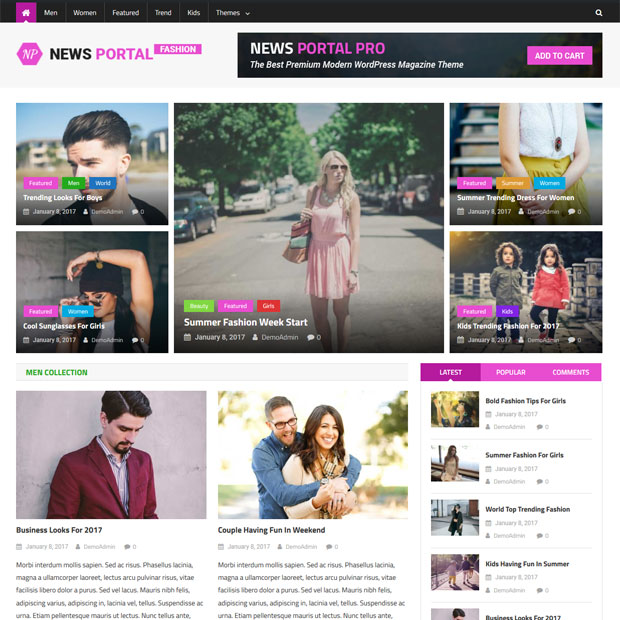 Men Women Featured Trend Kids Themes
NP NEWS PORTAL FASHION
NEWS PORTAL PRO
The Best Premium Modern WordPress Magazine Theme
ADD TO CART
Featured Men World
Trending Looks For Boys
January 8, 2017 DemoAdmin 0
Featured Women
Cool Sunglasses For Girls
January 8, 2017 DemoAdmin 0
Beauty Featured Girls
Summer Fashion Week Start
January 8, 2017 DemoAdmin 0
Featured Summer Women
Summer Trending Dress For Women
January 8, 2017 DemoAdmin 0
Featured Kids
Kids Trending Fashion For 2017
January 8, 2017 DemoAdmin 0
MEN COLLECTION
Business Looks For 2017
January 8, 2017 DemoAdmin 0
Morbi interdum mollis sapien. Sed ac risus. Phasellus lacinia,
magna a ullamcorper laoreet, lectus arcu pulvinar risus, vitae
facilisis libero dolor a purus. Sed vel lacus. Mauris nibh felis,
adipiscing varius, adipiscing in, lacinia vel, tellus. Suspendisse ac
urna. Etiam pellentesque mauris ut lectus. Nunc tellus ante,
Couple Having Fun In Weekend
January 8, 2017 DemoAdmin 0
Morbi interdum mollis sapien. Sed ac risus. Phasellus lacinia,
magna a ullamcorper laoreet, lectus arcu pulvinar risus, vitae
facilisis libero dolor a purus. Sed vel lacus. Mauris nibh felis,
adipiscing varius, adipiscing in, lacinia vel, tellus. Suspendisse ac
urna. Etiam pellentesque mauris ut lectus. Nunc tellus ante,
LATEST POPULAR COMMENTS
Bold Fashion Tips For Girls
January 8, 2017
DemoAdmin 0
Summer Fashion For Girls
January 8, 2017
DemoAdmin 0
World Top Trending Fashion
January 8, 2017
DemoAdmin 0
Kids Having Fun In Summer
January 8, 2017
DemoAdmin 0
Business Looks For 2017